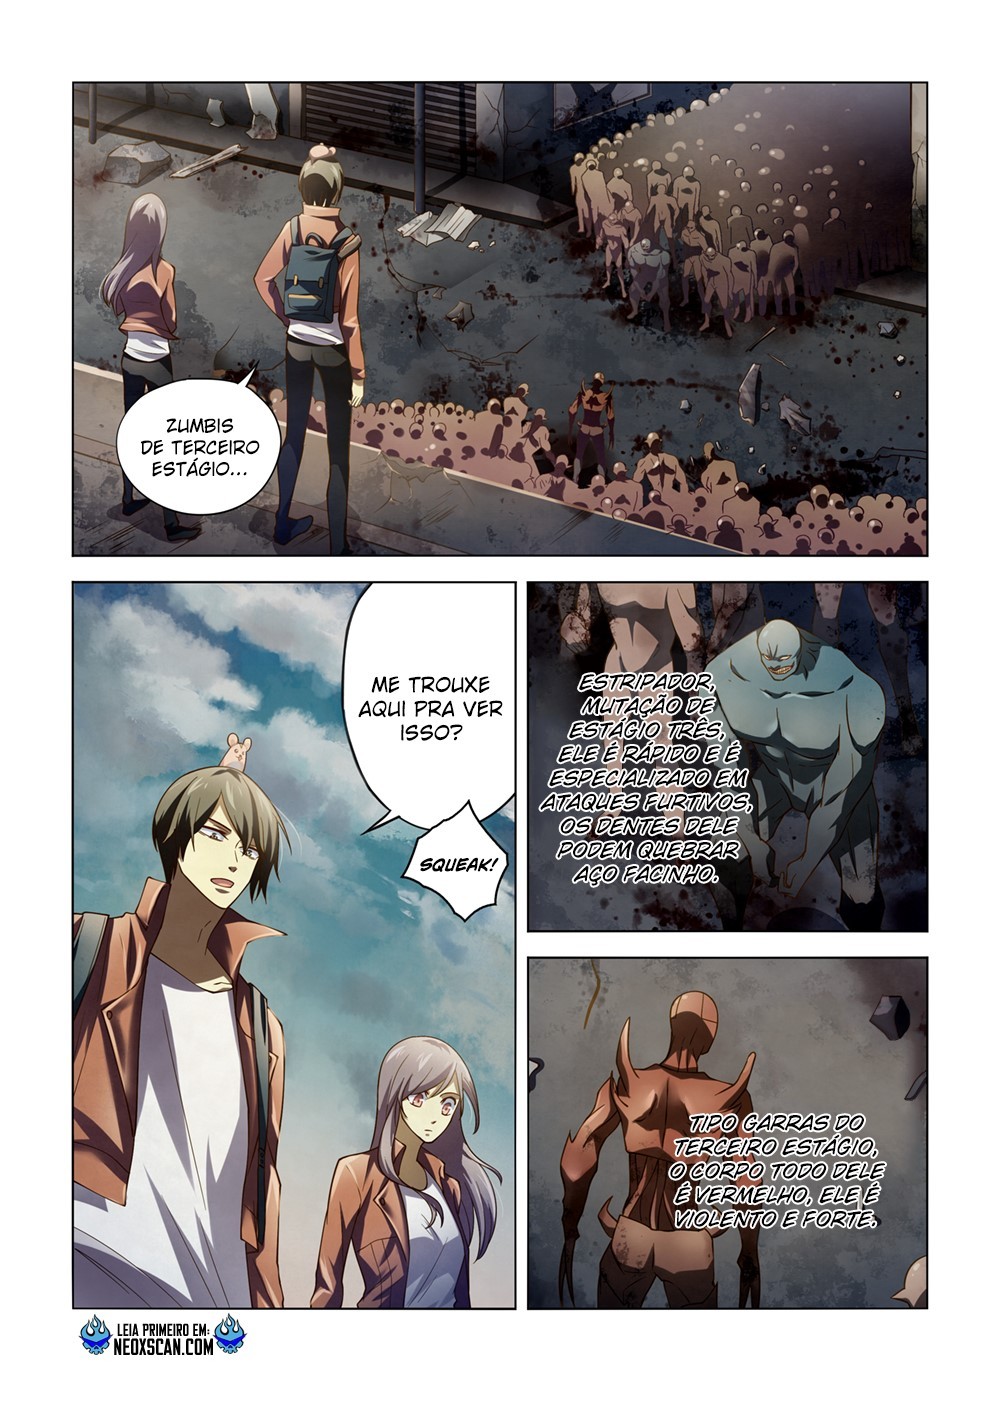 ZUMBIS
DE TERCEIRO
ESTÁGIO...
ME TROUXE
AQUI PRA VER
ISSO?
SQUEAK!
ESTRIPADOR,
MUTAÇÃO DE
ESTÁGIO TRÊS,
ELE É RÁPIDO E É
ESPECIALIZADO EM
ATAQUES FURTIVOS,
OS DENTES DELE
PODEM QUEBRAR
AÇO FACINHO.
TIPO GARRAS DO
TERCEIRO ESTÁGIO,
O CORPO TODO DELE
É VERMELHO, ELE É
VIOLENTO E FORTE.
LEIA PRIMEIRO EM:
NEOXSCAN.COM